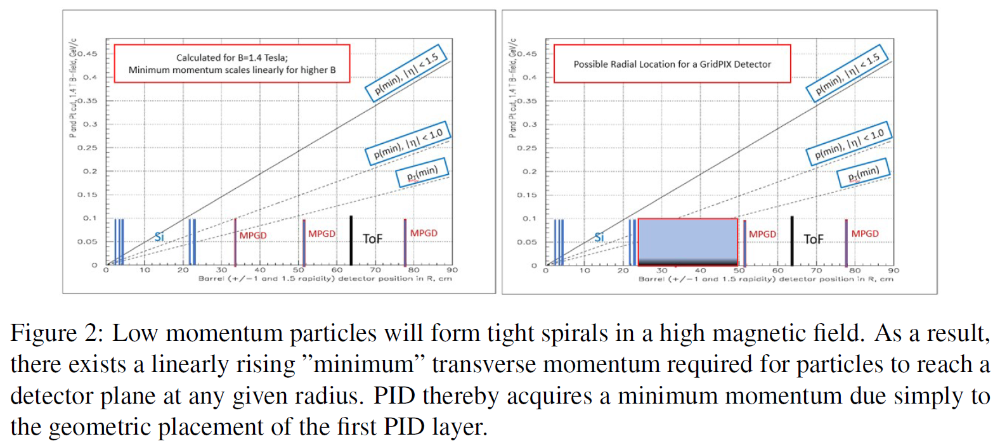 Calculated for B=1.4 Tesla;
Minimum momentum scales linearly for higher B
P and Pt cut, 1.4 T B-field, GeV/c
0.45
0.4
0.35
0.3
0.25
0.2
0.15
0.1
0.05
0
p(min), |η| < 1.5
p(min), |η| < 1.0
pT(min)
Si
MPGD
MPGD
ToF
MPGD
0 10 20 30 40 50 60 70 80 90
Barrel (+/-1 and 1.5 rapidity) detector position in R, cm
Possible Radial Location for a GridPIX Detector
P and Pt cut, 1.4 T B-field, GeV/c
0.45
0.4
0.35
0.3
0.25
0.2
0.15
0.1
0.05
0
p(min), |η| < 1.5
p(min), |η| < 1.0
pT(min)
Si
MPGD
ToF
MPGD
0 10 20 30 40 50 60 70 80 90
Barrel (+/-1 and 1.5 rapidity) detector position in R, cm
Figure 2: Low momentum particles will form tight spirals in a high magnetic field. As a result,
there exists a linearly rising ”minimum” transverse momentum required for particles to reach a
detector plane at any given radius. PID thereby acquires a minimum momentum due simply to
the geometric placement of the first PID layer.